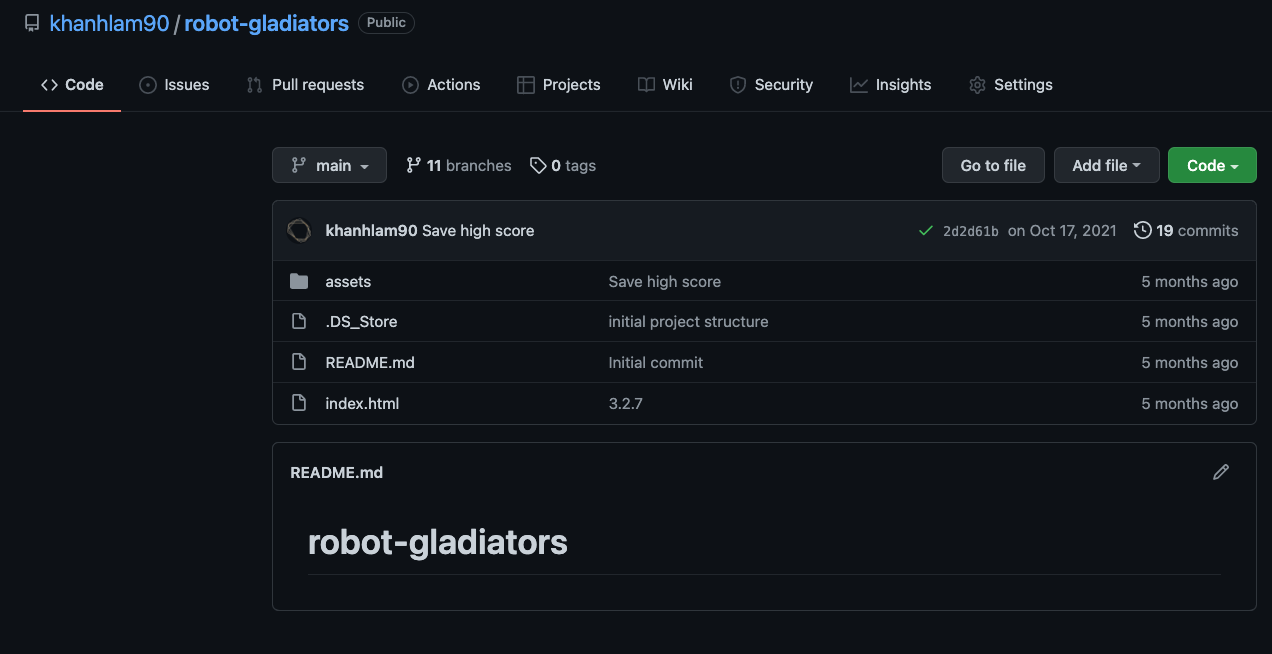 khanhlam90 / robot-gladiators Public
Code Issues Pull requests Actions Projects Wiki Security Insights Settings
main 11 branches 0 tags Go to file Add file Code
khanhlam90 Save high score 2d2d61b on Oct 17, 2021 19 commits
assets Save high score 5 months ago
.DS_Store initial project structure 5 months ago
README.md Initial commit 5 months ago
index.html 3.2.7 5 months ago
README.md
robot-gladiators